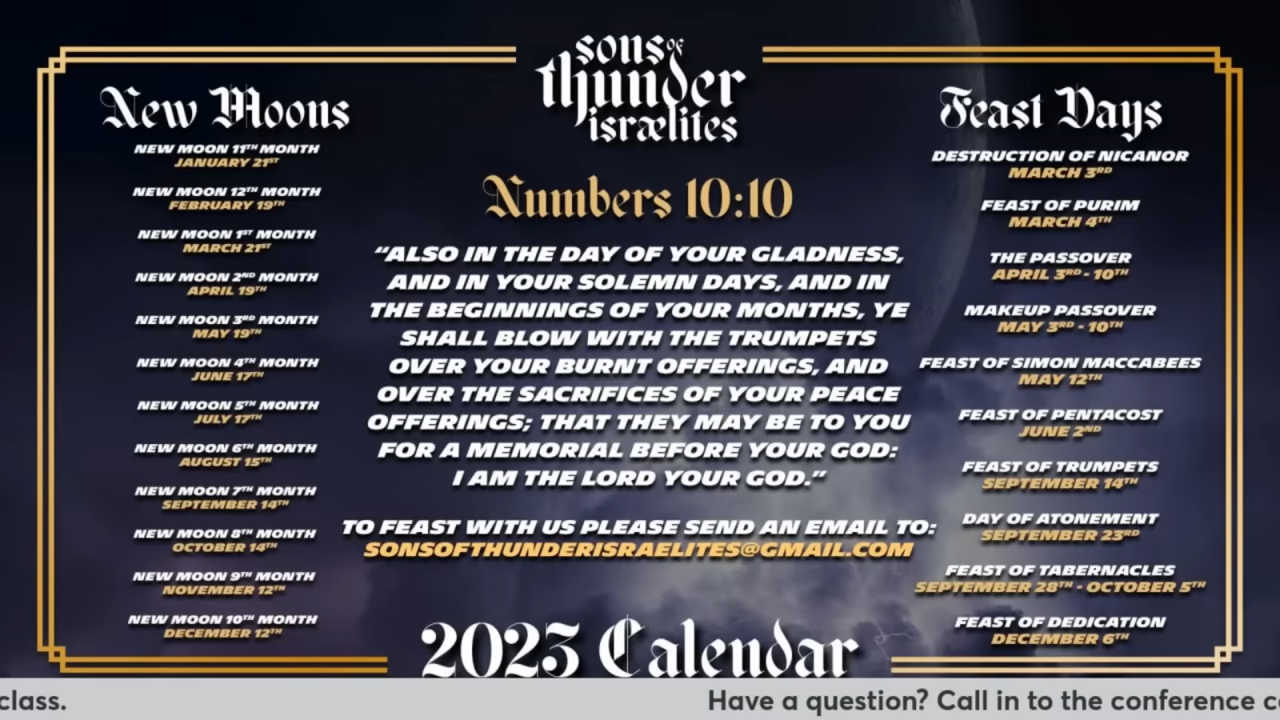 sons of
thunder
israelites
New Moons
NEW MOON 11TH MONTH
JANUARY 21ST
NEW MOON 12TH MONTH
FEBRUARY 19TH
NEW MOON 1ST MONTH
MARCH 21ST
NEW MOON 2ND MONTH
APRIL 19TH
NEW MOON 3RD MONTH
MAY 19TH
NEW MOON 4TH MONTH
JUNE 17TH
NEW MOON 5TH MONTH
JULY 17TH
NEW MOON 6TH MONTH
AUGUST 15TH
NEW MOON 7TH MONTH
SEPTEMBER 14TH
NEW MOON 8TH MONTH
OCTOBER 14TH
NEW MOON 9TH MONTH
NOVEMBER 12TH
NEW MOON 10TH MONTH
DECEMBER 12TH
Numbers 10:10
“ALSO IN THE DAY OF YOUR GLADNESS,
AND IN YOUR SOLEMN DAYS, AND IN
THE BEGINNINGS OF YOUR MONTHS, YE
SHALL BLOW WITH THE TRUMPETS
OVER YOUR BURNT OFFERINGS, AND
OVER THE SACRIFICES OF YOUR PEACE
OFFERINGS; THAT THEY MAY BE TO YOU
FOR A MEMORIAL BEFORE YOUR GOD:
I AM THE LORD YOUR GOD.”
TO FEAST WITH US PLEASE SEND AN EMAIL TO:
SONSOFTHUNDERISRAELITES@GMAIL.COM
Feast Days
DESTRUCTION OF NICANOR
MARCH 3RD
FEAST OF PURIM
MARCH 4TH
THE PASSOVER
APRIL 3RD - 10TH
MAKEUP PASSOVER
MAY 3RD - 10TH
FEAST OF SIMON MACCABEES
MAY 12TH
FEAST OF PENTACOST
JUNE 2ND
FEAST OF TRUMPETS
SEPTEMBER 14TH
DAY OF ATONEMENT
SEPTEMBER 23RD
FEAST OF TABERNACLES
SEPTEMBER 28TH - OCTOBER 5TH
FEAST OF DEDICATION
DECEMBER 6TH
2023 Calendar
class. Have a question? Call in to the conference c